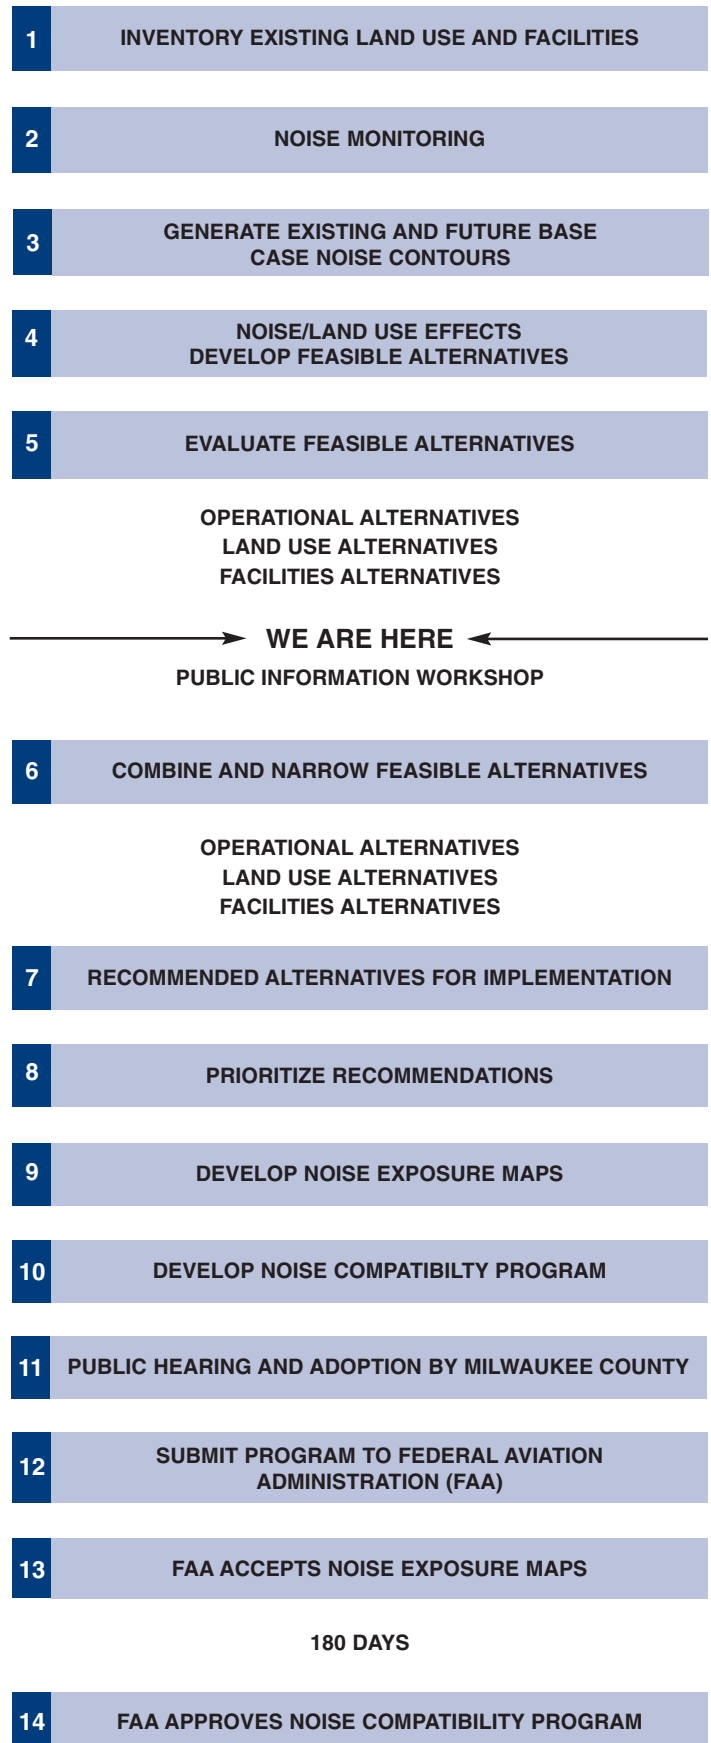 1 INVENTORY EXISTING LAND USE AND FACILITIES
2 NOISE MONITORING
3 GENERATE EXISTING AND FUTURE BASE
CASE NOISE CONTOURS
4 NOISE/LAND USE EFFECTS
DEVELOP FEASIBLE ALTERNATIVES
5 EVALUATE FEASIBLE ALTERNATIVES
OPERATIONAL ALTERNATIVES
LAND USE ALTERNATIVES
FACILITIES ALTERNATIVES
WE ARE HERE
PUBLIC INFORMATION WORKSHOP
6 COMBINE AND NARROW FEASIBLE ALTERNATIVES
OPERATIONAL ALTERNATIVES
LAND USE ALTERNATIVES
FACILITIES ALTERNATIVES
7 RECOMMENDED ALTERNATIVES FOR IMPLEMENTATION
8 PRIORITIZE RECOMMENDATIONS
9 DEVELOP NOISE EXPOSURE MAPS
10 DEVELOP NOISE COMPATIBILTY PROGRAM
11 PUBLIC HEARING AND ADOPTION BY MILWAUKEE COUNTY
12 SUBMIT PROGRAM TO FEDERAL AVIATION
ADMINISTRATION (FAA)
13 FAA ACCEPTS NOISE EXPOSURE MAPS
180 DAYS
14 FAA APPROVES NOISE COMPATIBILITY PROGRAM